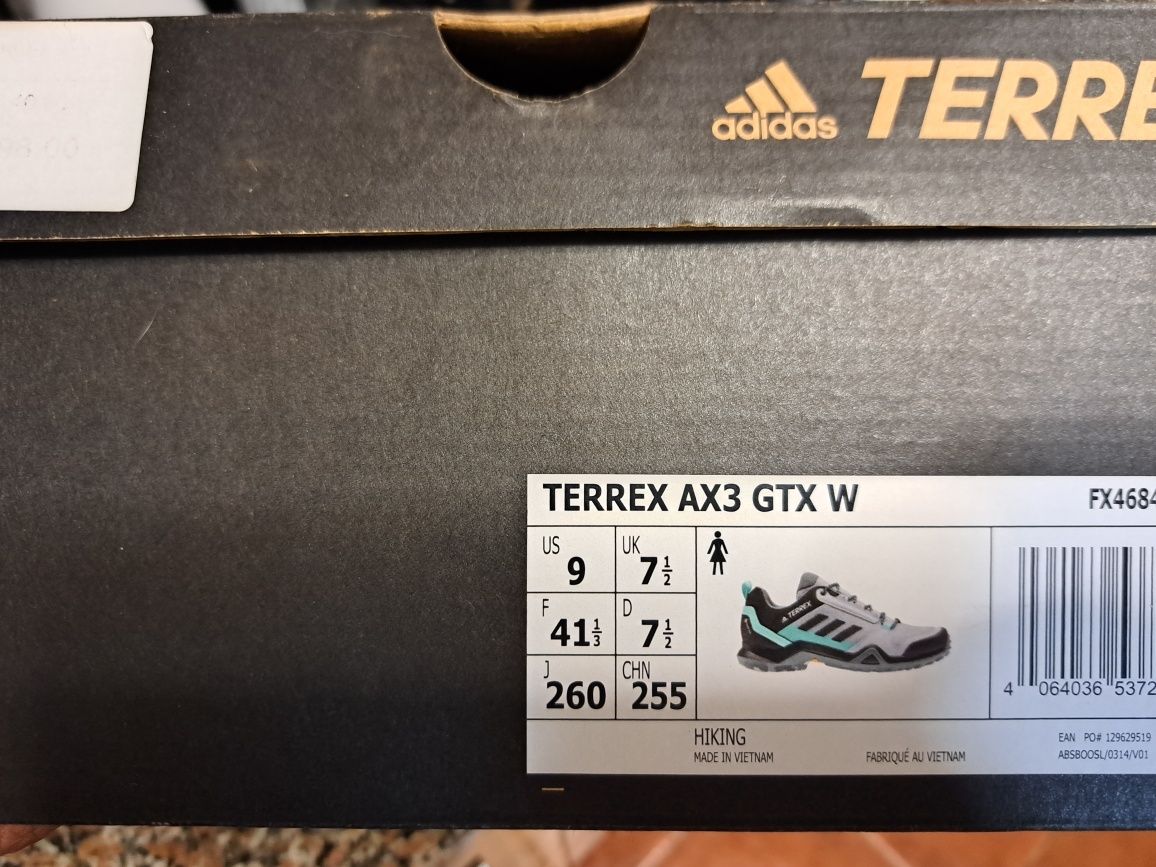 adidas TERRE
98 00
TERREX AX3 GTX W FX4684
US 9 UK 7 1/2
F 41 1/3 D 7 1/2
J 260 CHN 255
TERREX
4 064036 5372
HIKING
MADE IN VIETNAM FABRIQUÉ AU VIETNAM
EAN PO# 129629519
ABSBOOSL/0314/V01